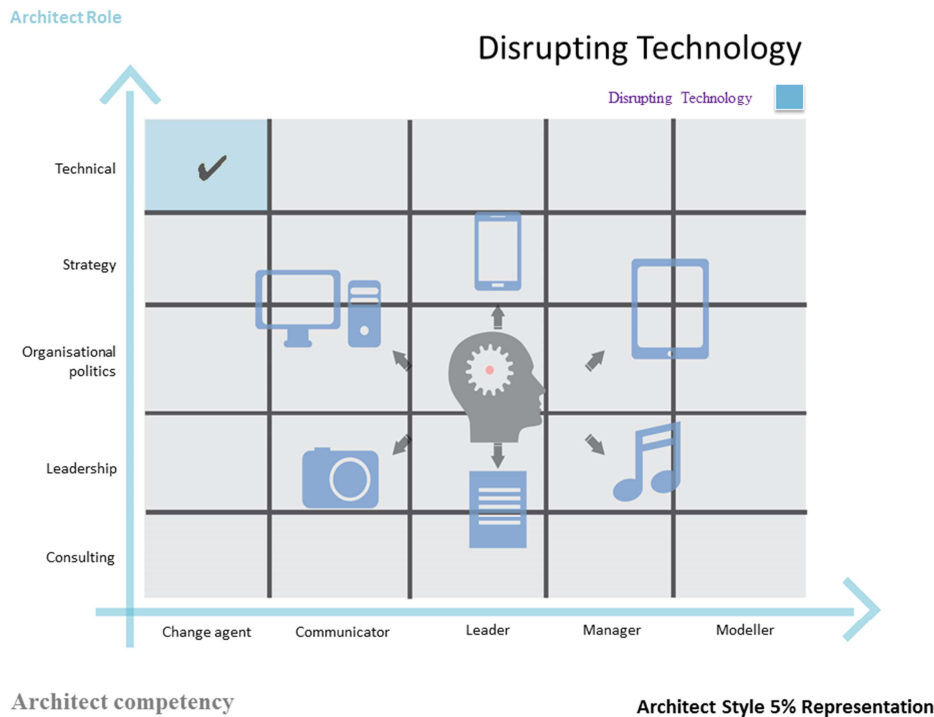 Architect Role
Disrupting Technology
Disrupting Technology
Technical
Strategy
Organisational
politics
Leadership
Consulting
Change agent Communicator Leader Manager Modeller
Architect competency
Architect Style 5% Representation